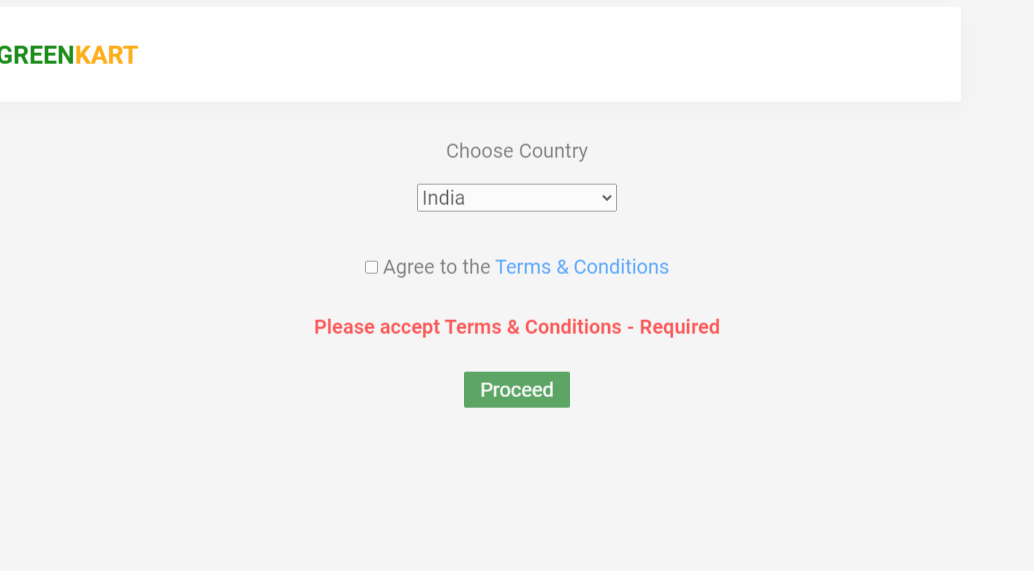 GREENKART
Choose Country
India
Agree to the Terms & Conditions
Please accept Terms & Conditions - Required
Proceed